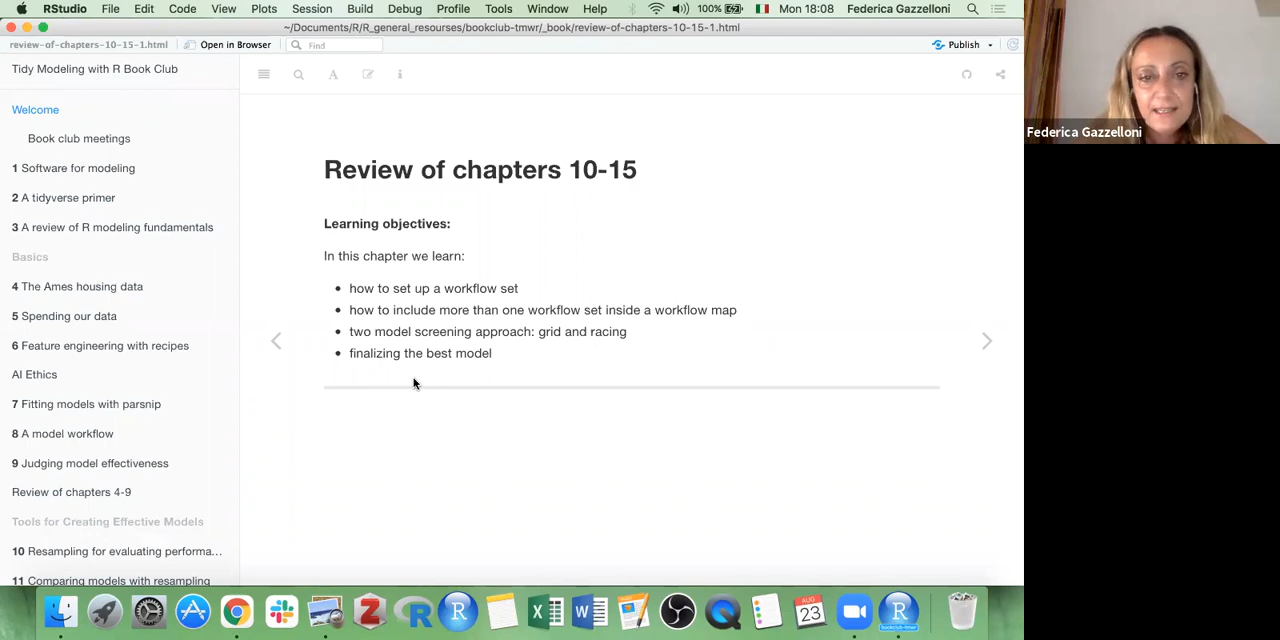 RStudio File Edit Code View Plots Session Build Debug Profile Tools Window Help 100% Mon 18:08 Federica Gazzelloni
~/Documents/R/R_general_resourses/bookclub-tmwr/_book/review-of-chapters-10-15-1.html
review-of-chapters-10-15-1.html Open in Browser Find Publish
Tidy Modeling with R Book Club
A i
Welcome
Book club meetings
1 Software for modeling
2 A tidyverse primer
3 A review of R modeling fundamentals
Basics
4 The Ames housing data
5 Spending our data
6 Feature engineering with recipes
AI Ethics
7 Fitting models with parsnip
8 A model workflow
9 Judging model effectiveness
Review of chapters 4-9
Tools for Creating Effective Models
10 Resampling for evaluating performa…
11 Comparing models with resampling
Review of chapters 10-15
Learning objectives:
In this chapter we learn:
• how to set up a workflow set
• how to include more than one workflow set inside a workflow map
• two model screening approach: grid and racing
• finalizing the best model
Federica Gazzelloni
Z R R X W AUG 23 R
bookclub-tmwr